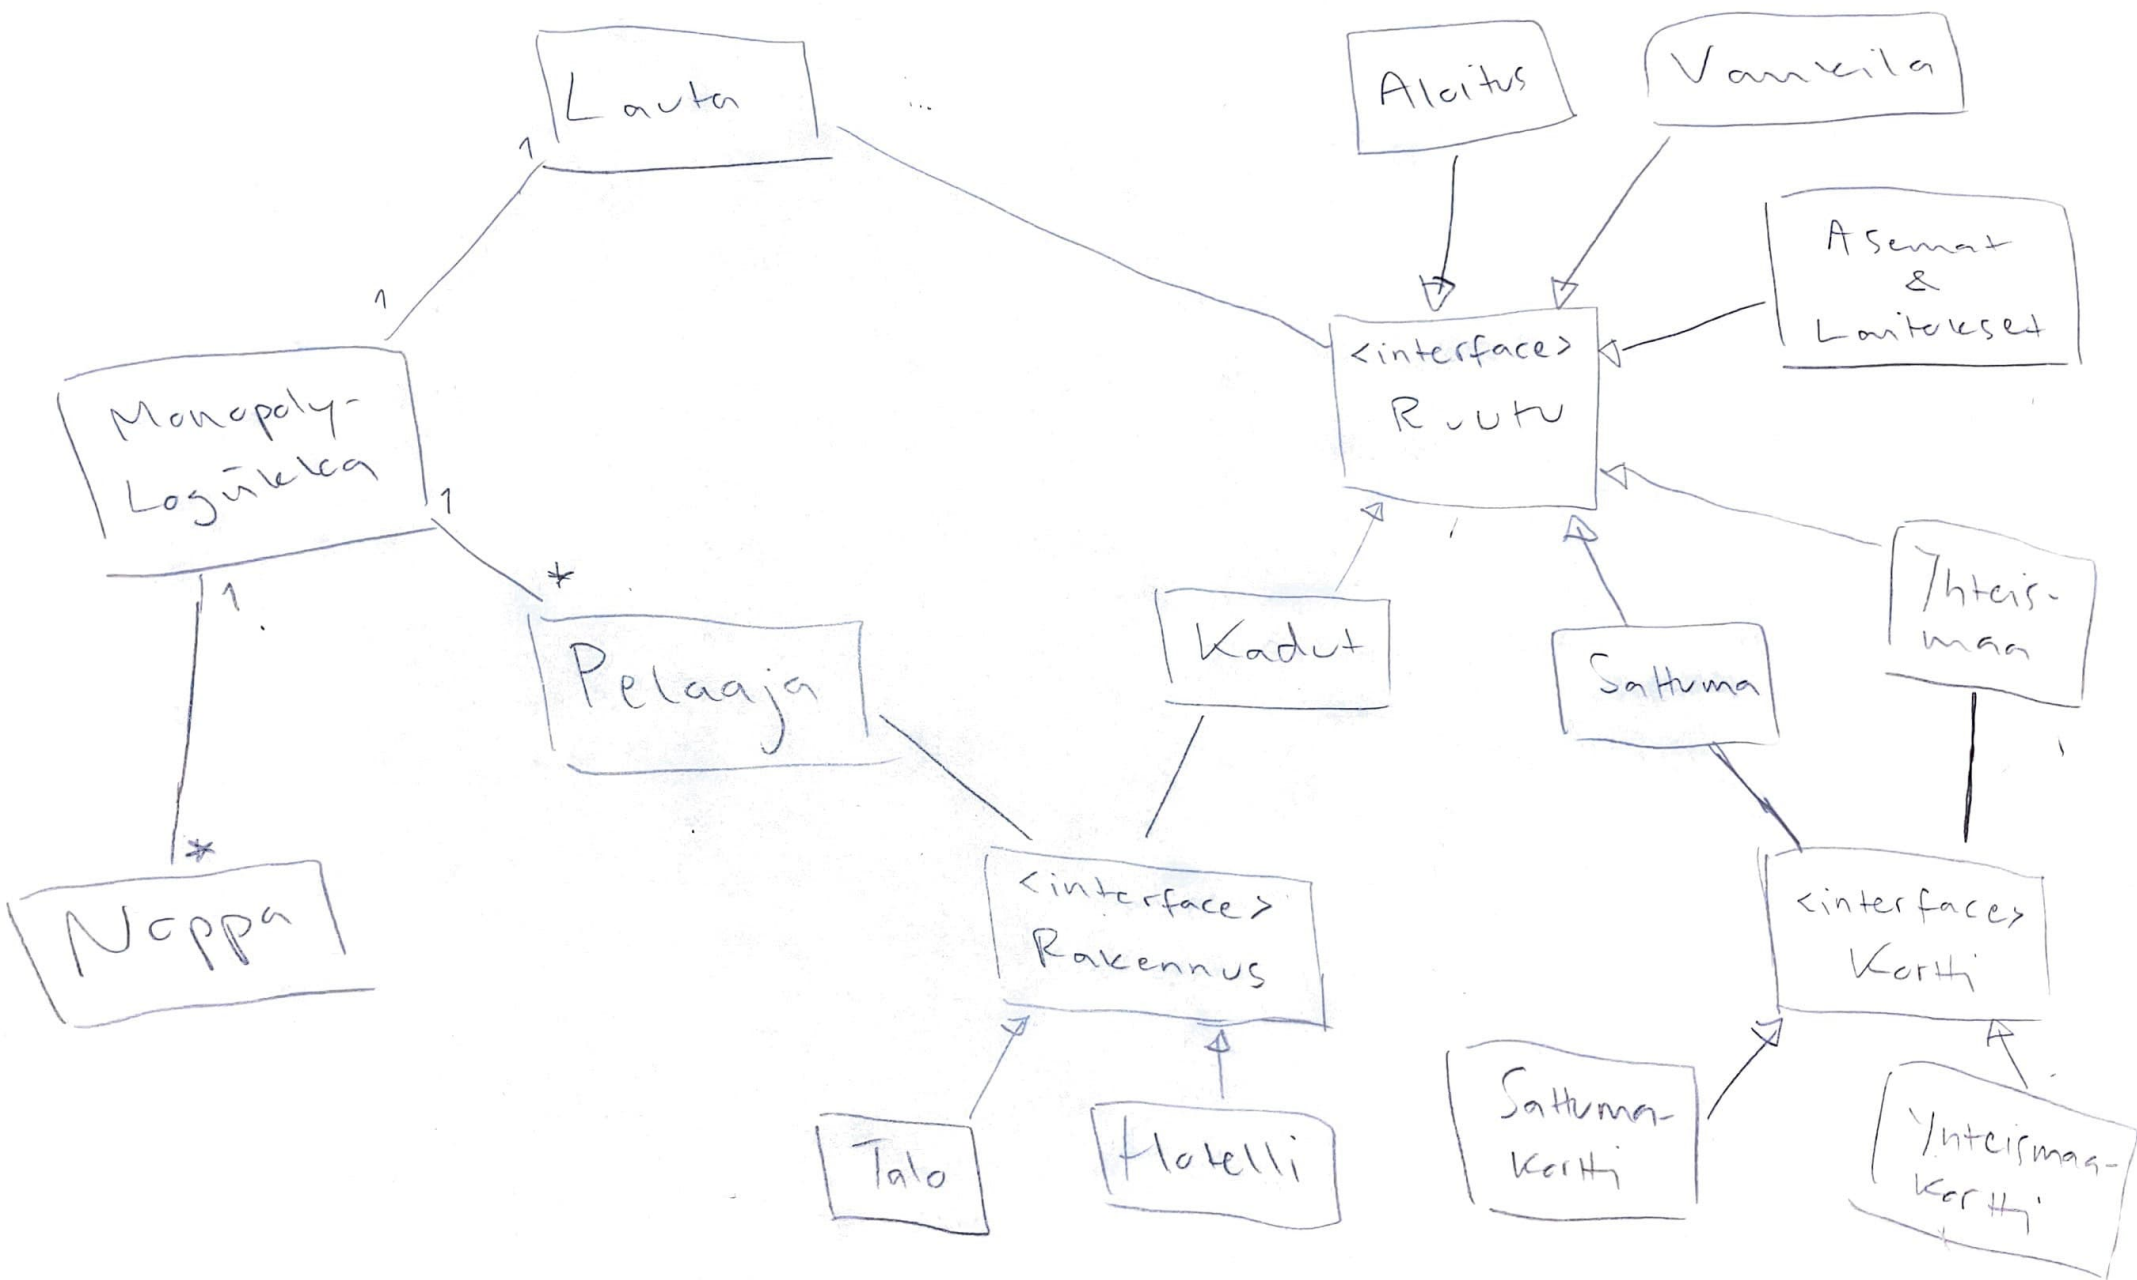 Lauta
...
Aloitus
Vankila
1
Asemat
&
Laitokset
1
<interface>
Ruutu
Monopoly-
Logiikka
1
1
*
Pelaaja
Kadut
Sattuma
Yhteis-
maa
*
Noppa
<interface>
Rakennus
<interface>
Kortti
Talo
Hotelli
Sattuma-
kortti
Yhteismaa-
kortti